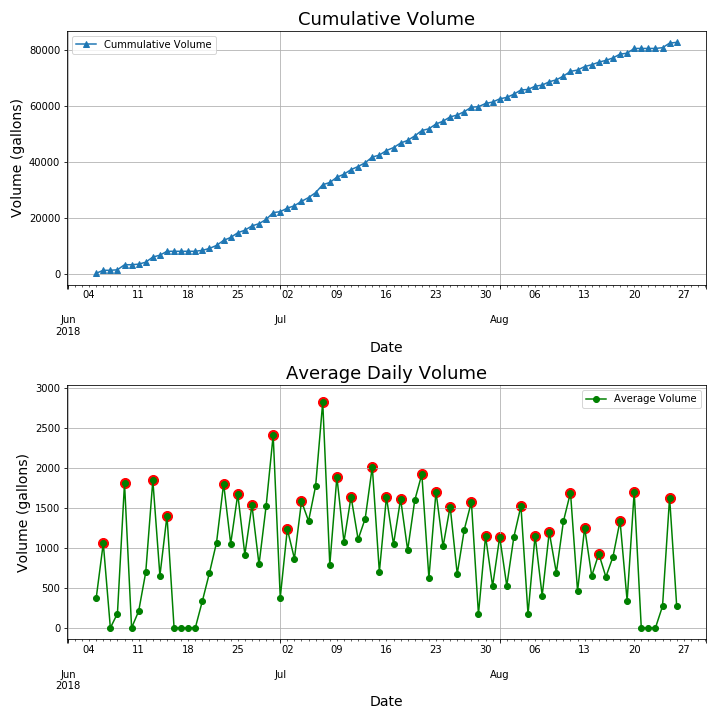 Cumulative Volume
Cummulative Volume
Volume (gallons)
80000
60000
40000
20000
0
04 11 18 25 02 09 16 23 30 06 13 20 27
Jun Jul Aug
2018
Date
Average Daily Volume
Average Volume
Volume (gallons)
3000
2500
2000
1500
1000
500
0
04 11 18 25 02 09 16 23 30 06 13 20 27
Jun Jul Aug
2018
Date